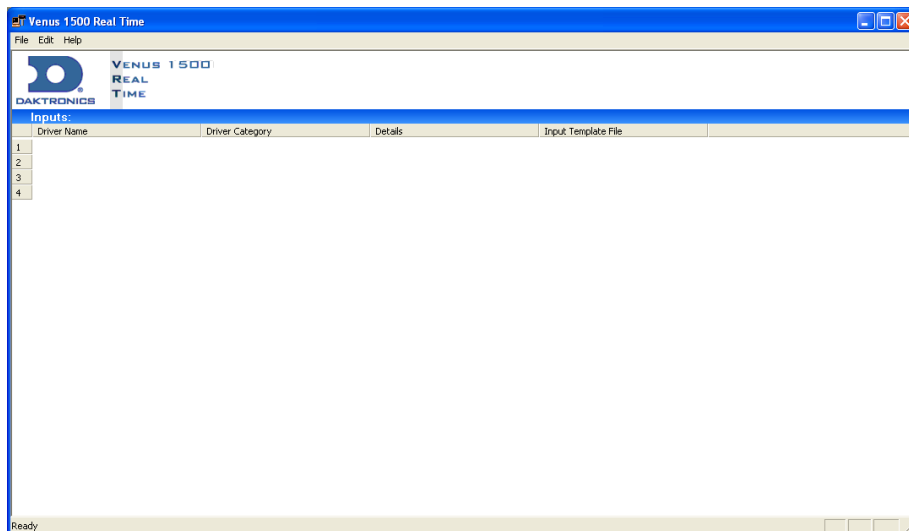 Venus 1500 Real Time
File Edit Help
VENUS 1500
REAL
TIME
DAKTRONICS
Inputs:
Driver Name Driver Category Details Input Template File
1
2
3
4
Ready